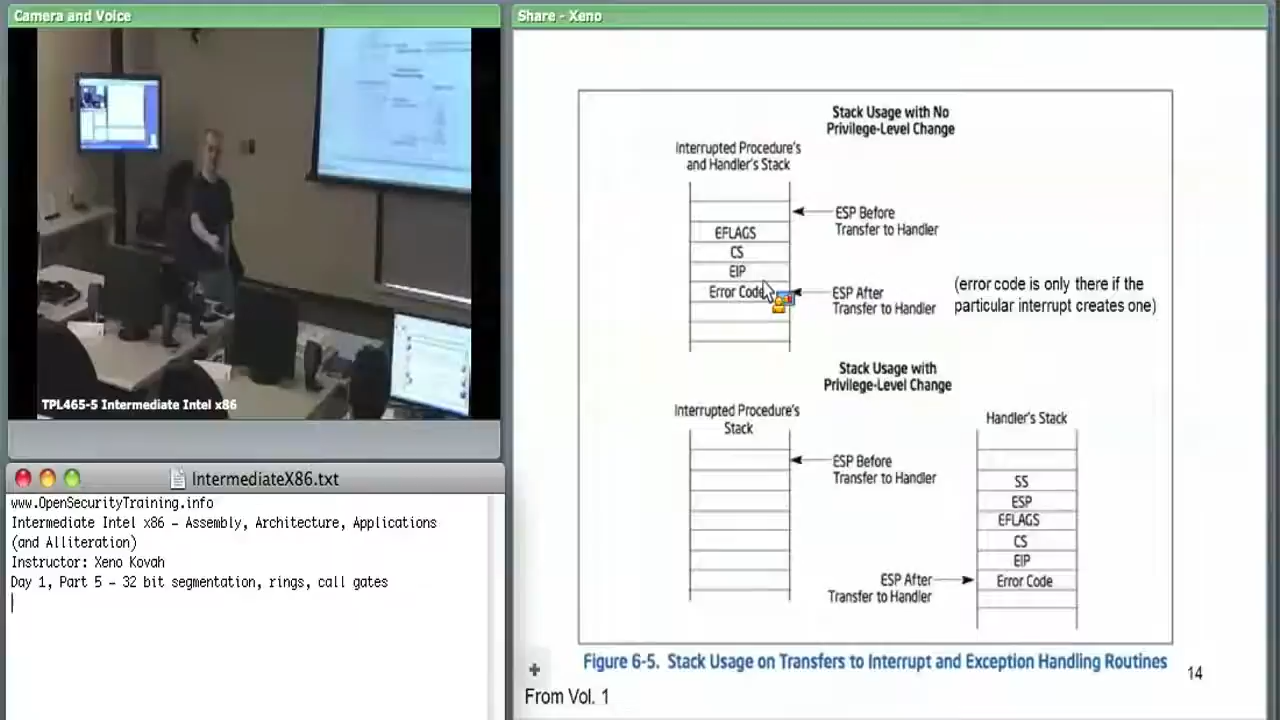 Camera and Voice
TPL465-5 Intermediate Intel x86
IntermediateX86.txt
www.OpenSecurityTraining.info
Intermediate Intel x86 - Assembly, Architecture, Applications
(and Alliteration)
Instructor: Xeno Kovah
Day 1, Part 5 - 32 bit segmentation, rings, call gates
Share - Xeno
Stack Usage with No
Privilege-Level Change
Interrupted Procedure's
and Handler's Stack
ESP Before
Transfer to Handler
EFLAGS
CS
EIP
Error Code
ESP After
Transfer to Handler
(error code is only there if the
particular interrupt creates one)
Stack Usage with
Privilege-Level Change
Interrupted Procedure's
Stack
Handler's Stack
ESP Before
Transfer to Handler
SS
ESP
EFLAGS
CS
EIP
Error Code
ESP After
Transfer to Handler
Figure 6-5. Stack Usage on Transfers to Interrupt and Exception Handling Routines
14
From Vol. 1